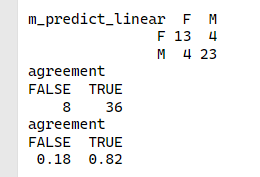 m_predict_linear F M
F 13 4
M 4 23
agreement
FALSE TRUE
8 36
agreement
FALSE TRUE
0.18 0.82